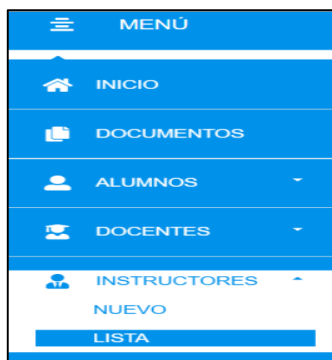 MENÚ
INICIO
DOCUMENTOS
ALUMNOS
DOCENTES
INSTRUCTORES
NUEVO
LISTA